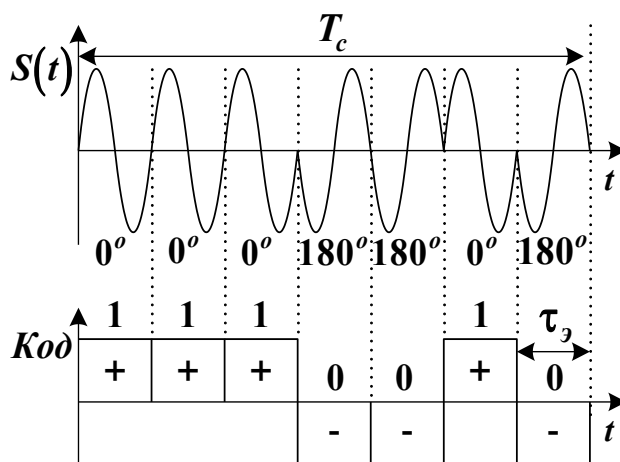 T_c
S(t)
t
0° 0° 0° 180° 180° 0° 180°
1 1 1 1 τ_э
Код + + + + 0 0 0
t
- - -